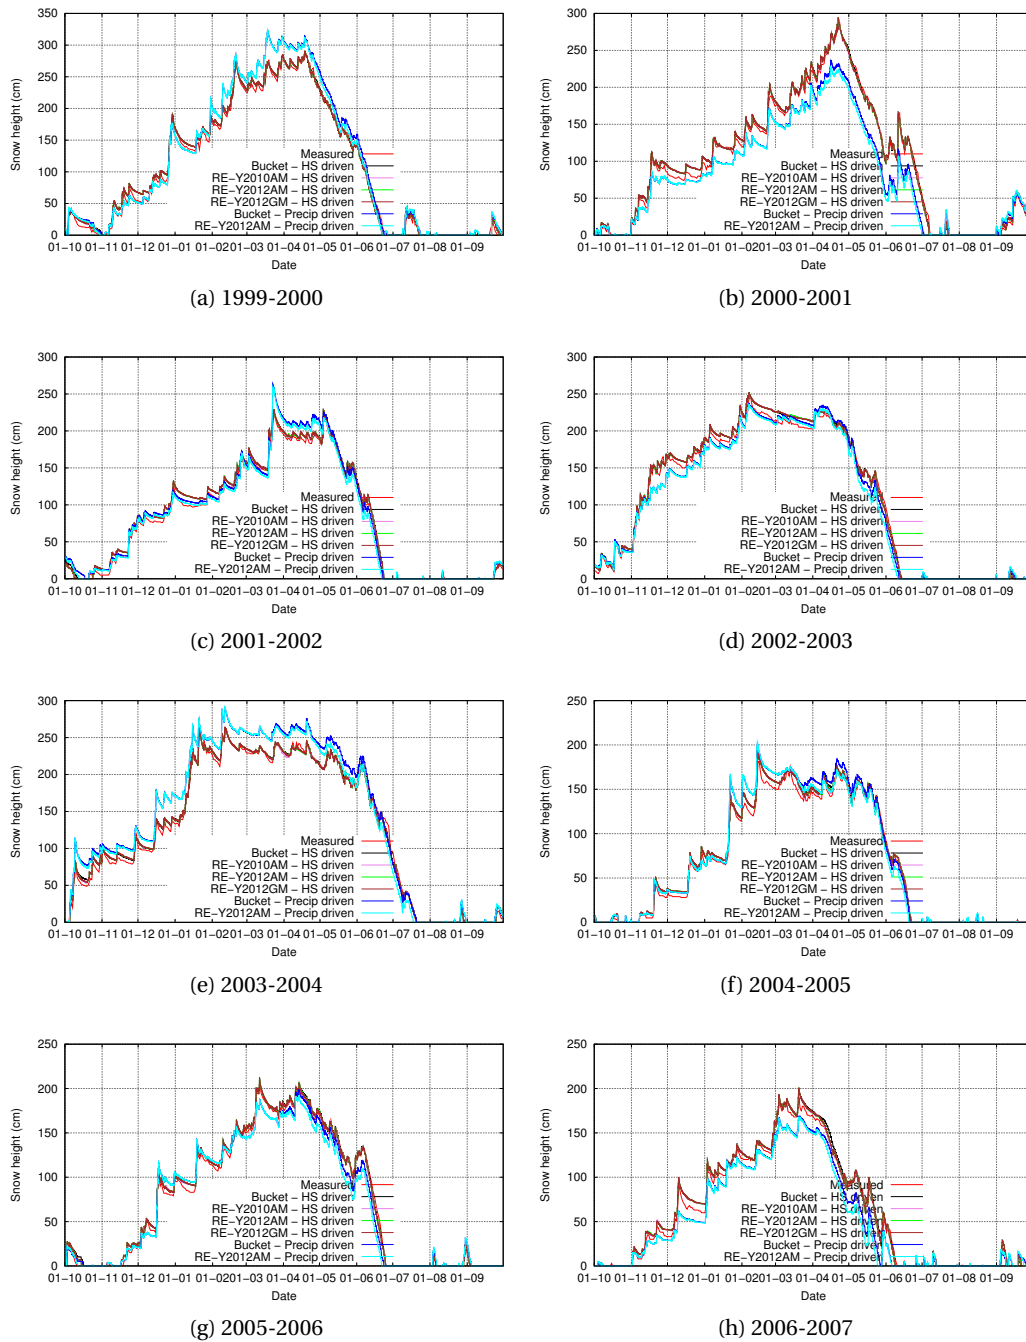 350
300
250
200
150
100
50
0
Snow height (cm)
Measured
Bucket – HS driven
RE–Y2010AM – HS driven
RE–Y2012AM – HS driven
RE–Y2012GM – HS driven
Bucket – Precip driven
RE–Y2012AM – Precip driven
01–10 01–11 01–12 01–01 01–02 01–03 01–04 01–05 01–06 01–07 01–08 01–09
Date
(a) 1999-2000
300
250
200
150
100
50
0
Snow height (cm)
Measured
Bucket – HS driven
RE–Y2010AM – HS driven
RE–Y2012AM – HS driven
RE–Y2012GM – HS driven
Bucket – Precip driven
RE–Y2012AM – Precip driven
01–10 01–11 01–12 01–01 01–02 01–03 01–04 01–05 01–06 01–07 01–08 01–09
Date
(b) 2000-2001
300
250
200
150
100
50
0
Snow height (cm)
Measured
Bucket – HS driven
RE–Y2010AM – HS driven
RE–Y2012AM – HS driven
RE–Y2012GM – HS driven
Bucket – Precip driven
RE–Y2012AM – Precip driven
01–10 01–11 01–12 01–01 01–02 01–03 01–04 01–05 01–06 01–07 01–08 01–09
Date
(c) 2001-2002
300
250
200
150
100
50
0
Snow height (cm)
Measured
Bucket – HS driven
RE–Y2010AM – HS driven
RE–Y2012AM – HS driven
RE–Y2012GM – HS driven
Bucket – Precip driven
RE–Y2012AM – Precip driven
01–10 01–11 01–12 01–01 01–02 01–03 01–04 01–05 01–06 01–07 01–08 01–09
Date
(d) 2002-2003
300
250
200
150
100
50
0
Snow height (cm)
Measured
Bucket – HS driven
RE–Y2010AM – HS driven
RE–Y2012AM – HS driven
RE–Y2012GM – HS driven
Bucket – Precip driven
RE–Y2012AM – Precip driven
01–10 01–11 01–12 01–01 01–02 01–03 01–04 01–05 01–06 01–07 01–08 01–09
Date
(e) 2003-2004
250
200
150
100
50
0
Snow height (cm)
Measured
Bucket – HS driven
RE–Y2010AM – HS driven
RE–Y2012AM – HS driven
RE–Y2012GM – HS driven
Bucket – Precip driven
RE–Y2012AM – Precip driven
01–10 01–11 01–12 01–01 01–02 01–03 01–04 01–05 01–06 01–07 01–08 01–09
Date
(f) 2004-2005
250
200
150
100
50
0
Snow height (cm)
Measured
Bucket – HS driven
RE–Y2010AM – HS driven
RE–Y2012AM – HS driven
RE–Y2012GM – HS driven
Bucket – Precip driven
RE–Y2012AM – Precip driven
01–10 01–11 01–12 01–01 01–02 01–03 01–04 01–05 01–06 01–07 01–08 01–09
Date
(g) 2005-2006
250
200
150
100
50
0
Snow height (cm)
Measured
Bucket – HS driven
RE–Y2010AM – HS driven
RE–Y2012AM – HS driven
RE–Y2012GM – HS driven
Bucket – Precip driven
RE–Y2012AM – Precip driven
01–10 01–11 01–12 01–01 01–02 01–03 01–04 01–05 01–06 01–07 01–08 01–09
Date
(h) 2006-2007